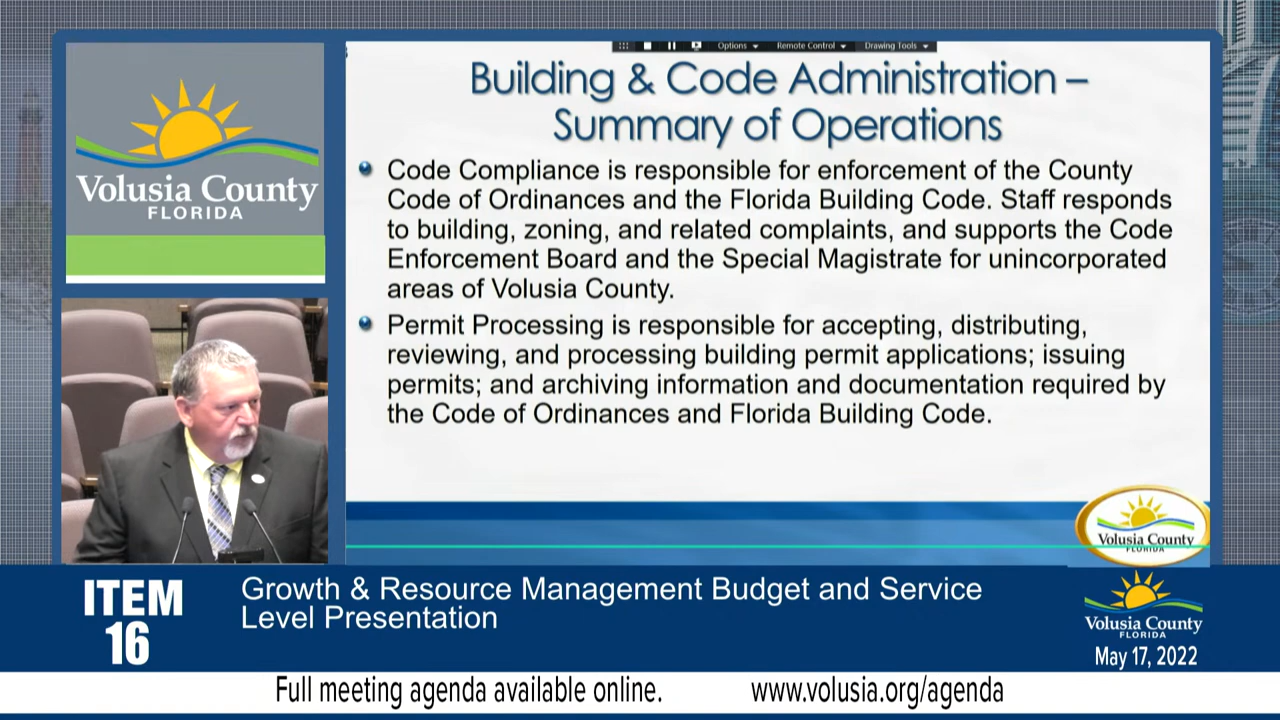 Options
Remote Control
Drawing Tools
Volusia County
FLORIDA
Building & Code Administration –
Summary of Operations
Code Compliance is responsible for enforcement of the County
Code of Ordinances and the Florida Building Code. Staff responds
to building, zoning, and related complaints, and supports the Code
Enforcement Board and the Special Magistrate for unincorporated
areas of Volusia County.
Permit Processing is responsible for accepting, distributing,
reviewing, and processing building permit applications; issuing
permits; and archiving information and documentation required by
the Code of Ordinances and Florida Building Code.
Volusia County
FLORIDA
ITEM
16
Growth & Resource Management Budget and Service
Level Presentation
Volusia County
FLORIDA
May 17, 2022
Full meeting agenda available online.
www.volusia.org/agenda